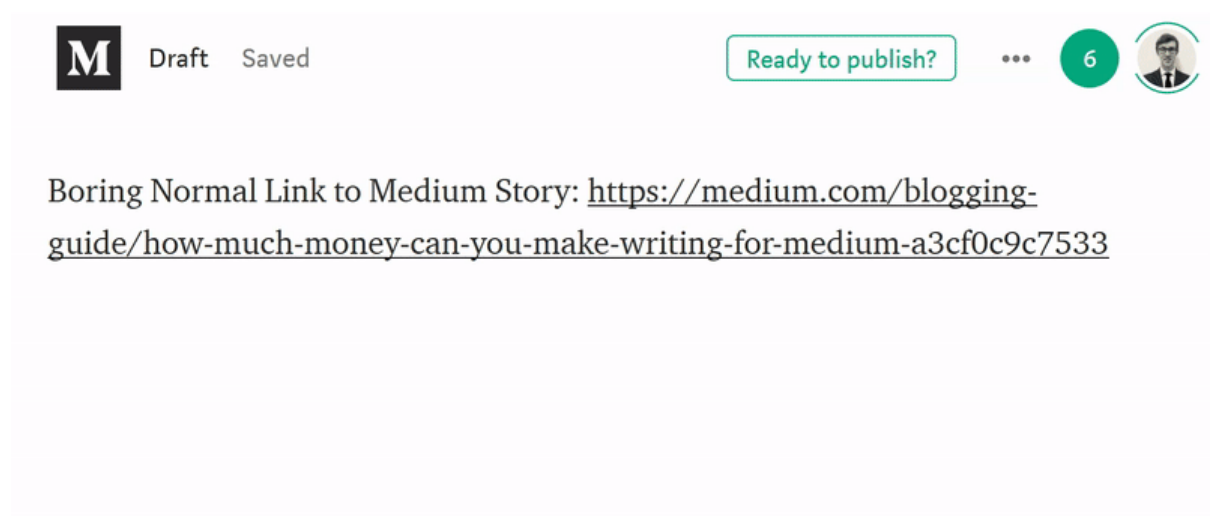 M Draft Saved Ready to publish? ••• 6
Boring Normal Link to Medium Story: https://medium.com/blogging-
guide/how-much-money-can-you-make-writing-for-medium-a3cf0c9c7533